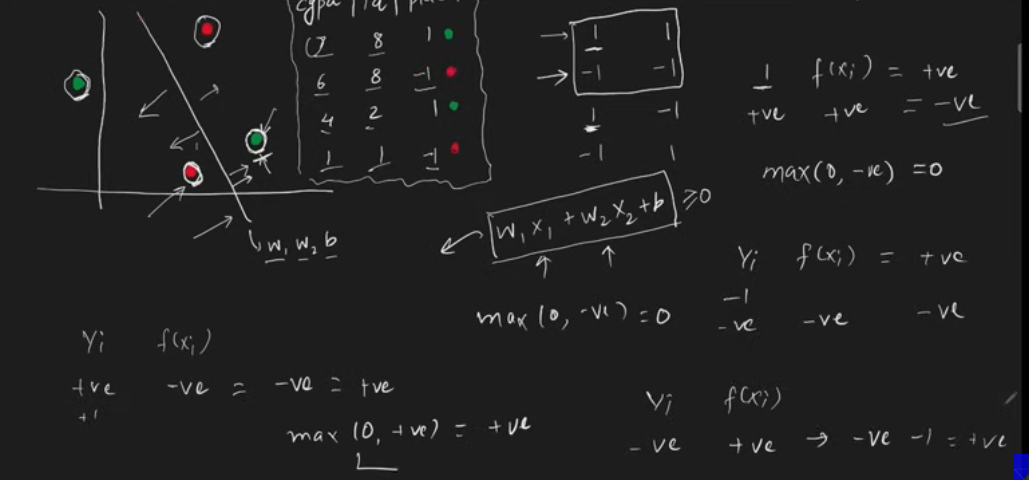 cgpa | iq |
7 8 1
6 8 -1
4 2 1
1 1 -1
1 1
-1 -1
1 -1
-1 1
w₁ w₂ b
w₁x₁ + w₂x₂ + b ≥ 0
max(0, -ve) = 0
1 f(xᵢ) = +ve
+ve +ve = -ve
max(0, -ve) = 0
Yᵢ f(xᵢ) = +ve
-1
-ve -ve -ve
Yᵢ f(xᵢ)
+ve -ve = -ve = +ve
+1
max (0, +ve) = +ve
Yᵢ f(xᵢ)
-ve +ve → -ve -1 = +ve